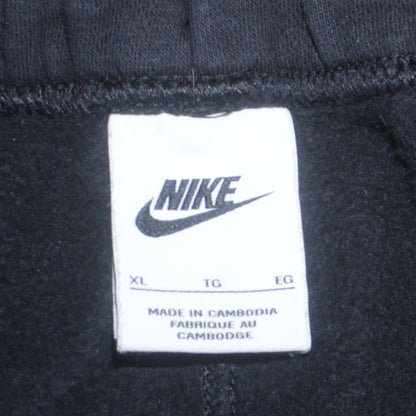 NIKE
XL TG EG
MADE IN CAMBODIA
FABRIQUE AU
CAMBODGE